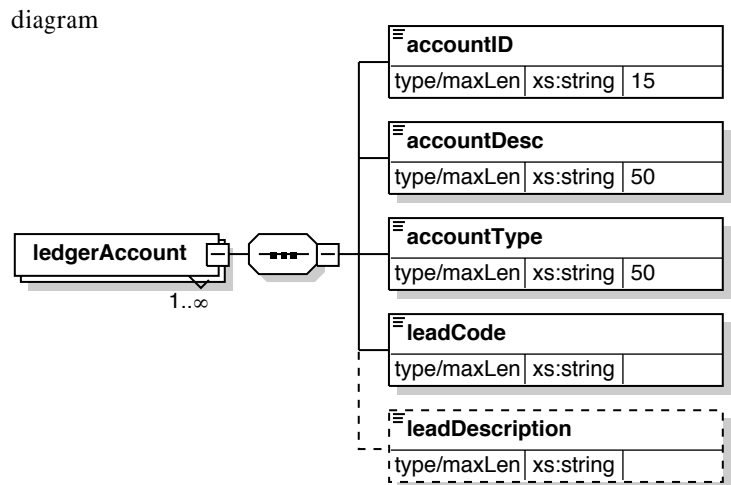 diagram
accountID
type/maxLen xs:string 15
accountDesc
type/maxLen xs:string 50
accountType
type/maxLen xs:string 50
ledgerAccount
1..∞
leadCode
type/maxLen xs:string
leadDescription
type/maxLen xs:string